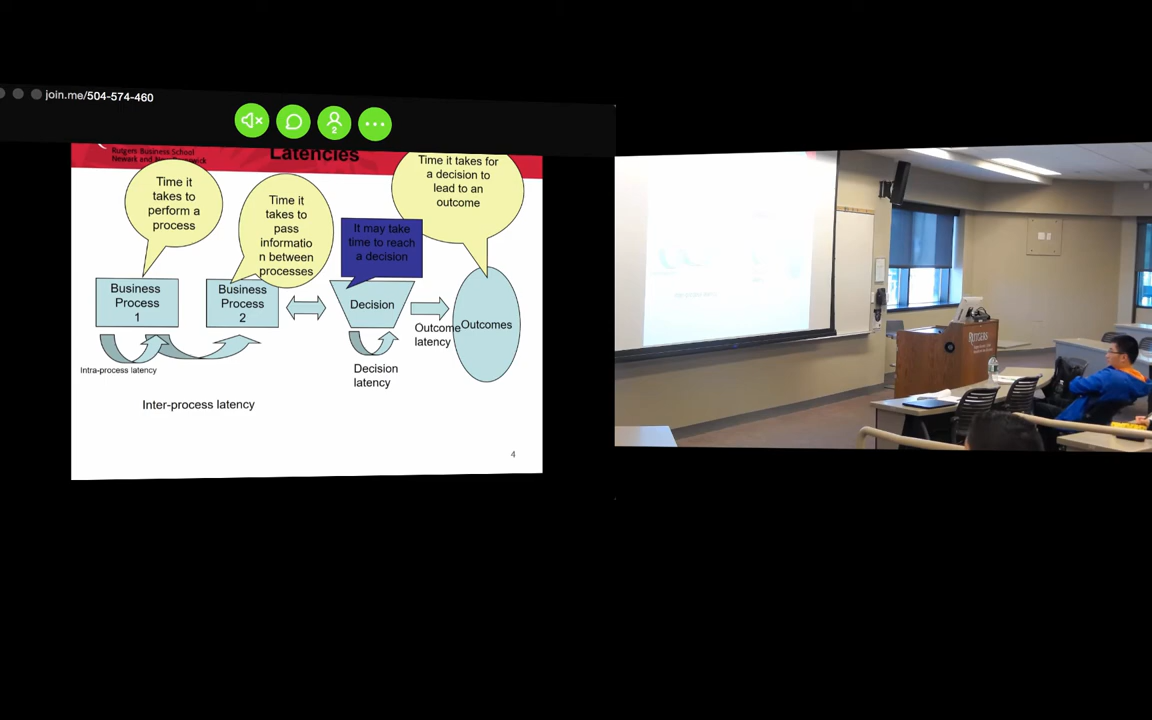 join.me/504-574-460
2
Rutgers Business School
Newark and New Brunswick
Latencies
Time it
takes to
perform a
process
Time it
takes to
pass
informatio
n between
processes
It may take
time to reach
a decision
Time it takes for
a decision to
lead to an
outcome
Business
Process
1
Business
Process
2
Decision
Outcome
latency
Outcomes
Intra-process latency
Decision
latency
Inter-process latency
4
RUTGERS